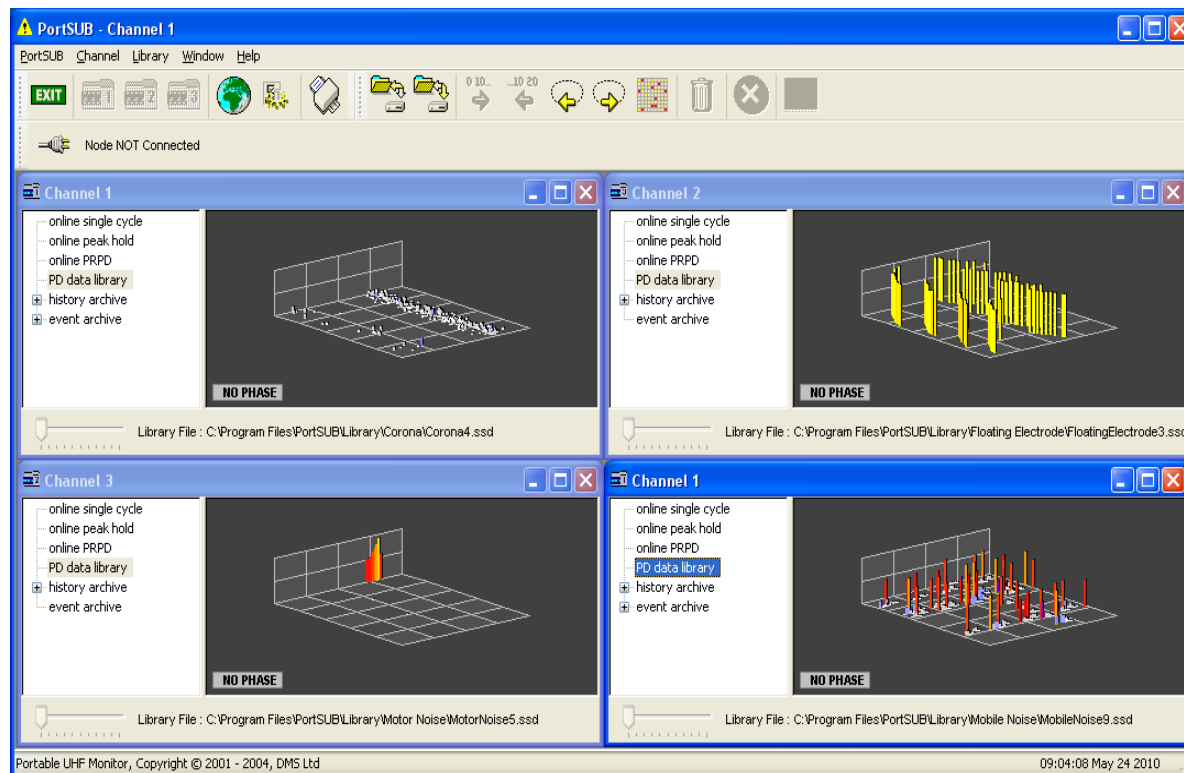 PortSUB - Channel 1
PortSUB Channel Library Window Help
EXIT
0 10...
...10 20
Node NOT Connected
Channel 1
online single cycle
online peak hold
online PRPD
PD data library
history archive
event archive
NO PHASE
Library File : C:\Program Files\PortSUB\Library\Corona\Corona4.ssd
Channel 2
online single cycle
online peak hold
online PRPD
PD data library
history archive
event archive
NO PHASE
Library File : C:\Program Files\PortSUB\Library\Floating Electrode\FloatingElectrode3.ssd
Channel 3
online single cycle
online peak hold
online PRPD
PD data library
history archive
event archive
NO PHASE
Library File : C:\Program Files\PortSUB\Library\Motor Noise\MotorNoise5.ssd
Channel 1
online single cycle
online peak hold
online PRPD
PD data library
history archive
event archive
NO PHASE
Library File : C:\Program Files\PortSUB\Library\Mobile Noise\MobileNoise9.ssd
Portable UHF Monitor, Copyright © 2001 - 2004, DMS Ltd
09:04:08 May 24 2010